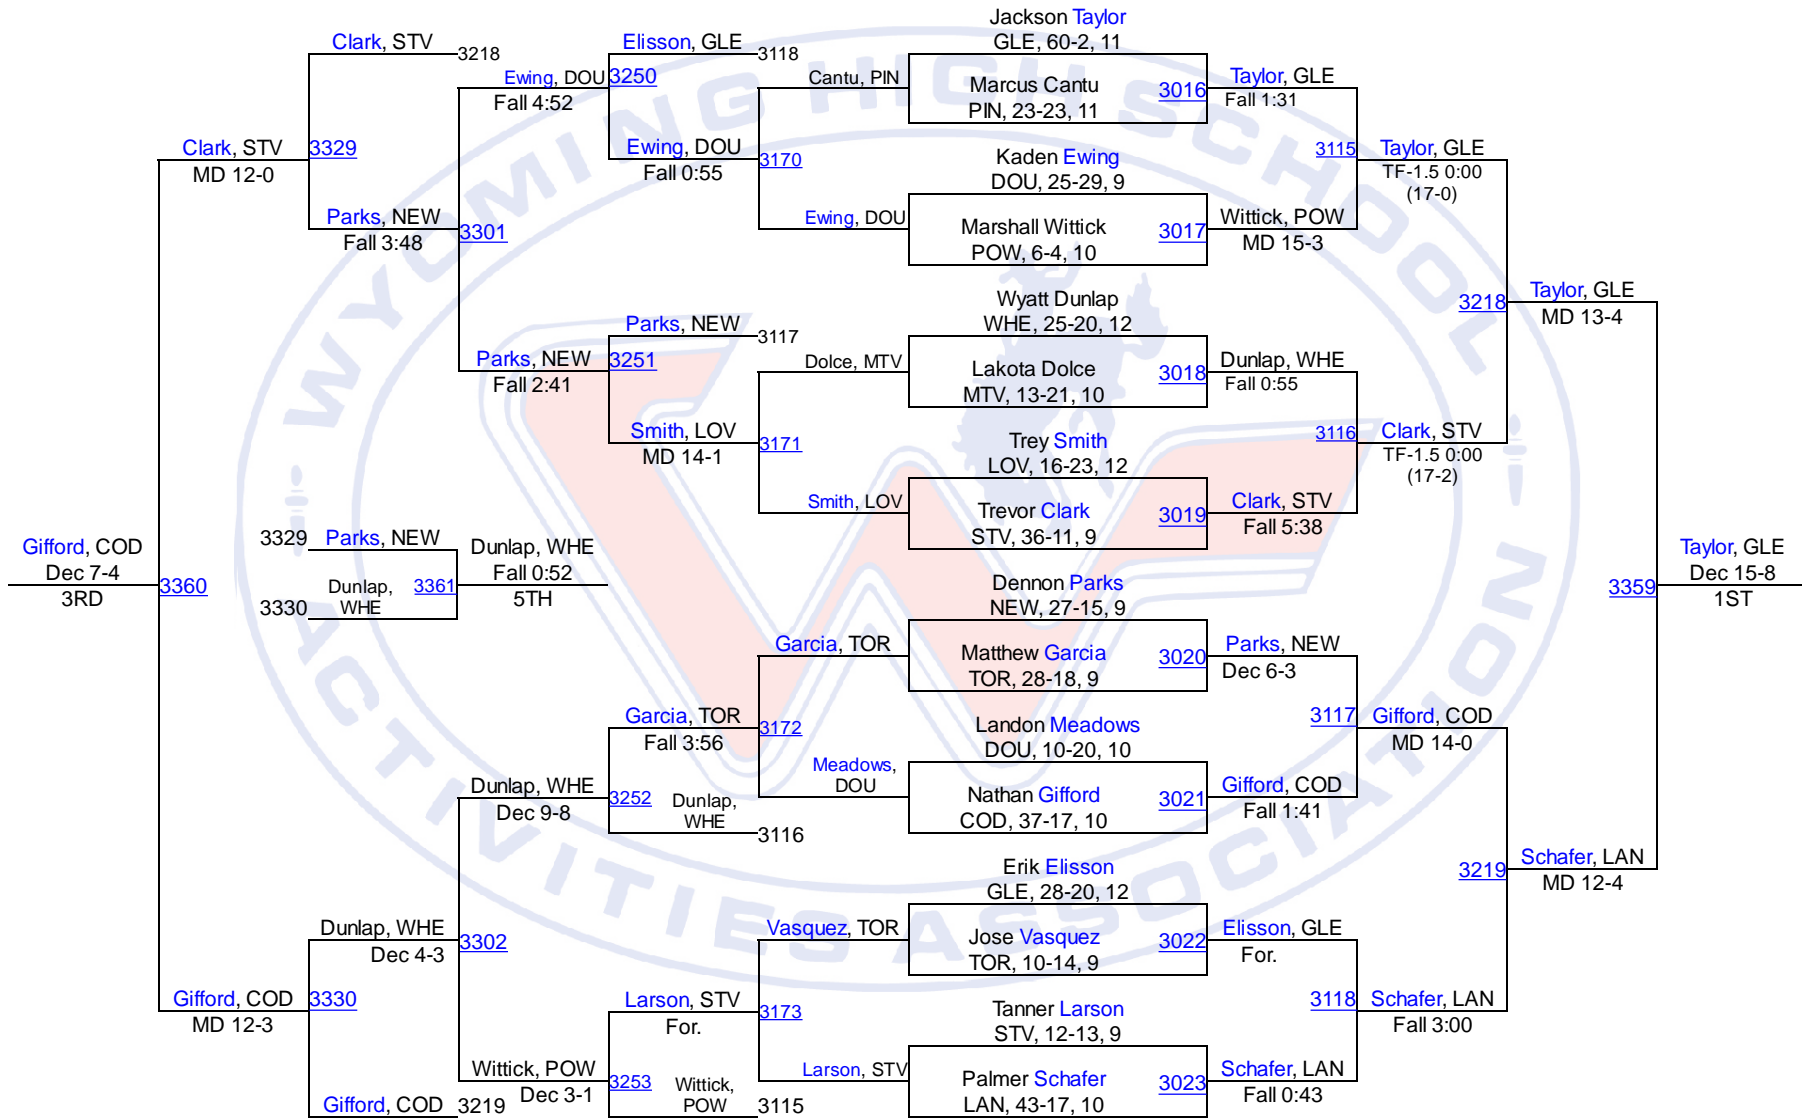 Jackson Taylor
GLE, 60-2, 11
Clark, STV
3218
Elisson, GLE
3118
Ewing, DOU
3250
Fall 4:52
Cantu, PIN
Marcus Cantu
PIN, 23-23, 11
3016
Taylor, GLE
Fall 1:31
Clark, STV
3329
MD 12-0
Ewing, DOU
3170
Fall 0:55
Kaden Ewing
DOU, 25-29, 9
3115
Taylor, GLE
TF-1.5 0:00
(17-0)
Parks, NEW
3301
Fall 3:48
Ewing, DOU
Marshall Wittick
POW, 6-4, 10
3017
Wittick, POW
MD 15-3
Wyatt Dunlap
WHE, 25-20, 12
3218
Taylor, GLE
MD 13-4
Parks, NEW
3117
Parks, NEW
3251
Fall 2:41
Dolce, MTV
Lakota Dolce
MTV, 13-21, 10
3018
Dunlap, WHE
Fall 0:55
Smith, LOV
3171
MD 14-1
Trey Smith
LOV, 16-23, 12
3116
Clark, STV
TF-1.5 0:00
(17-2)
Smith, LOV
Trevor Clark
STV, 36-11, 9
3019
Clark, STV
Fall 5:38
3329
Parks, NEW
Gifford, COD
Dec 7-4
3RD
3360
Dunlap,
WHE
3361
3330
Dunlap, WHE
Fall 0:52
5TH
Dennon Parks
NEW, 27-15, 9
3359
Taylor, GLE
Dec 15-8
1ST
Garcia, TOR
Matthew Garcia
TOR, 28-18, 9
3020
Parks, NEW
Dec 6-3
Garcia, TOR
3172
Fall 3:56
Landon Meadows
DOU, 10-20, 10
3117
Gifford, COD
MD 14-0
Dunlap, WHE
3252
Dec 9-8
Dunlap,
WHE
3116
Meadows,
DOU
Nathan Gifford
COD, 37-17, 10
3021
Gifford, COD
Fall 1:41
Erik Elisson
GLE, 28-20, 12
3219
Schafer, LAN
MD 12-4
Dunlap, WHE
3302
Dec 4-3
Vasquez, TOR
Jose Vasquez
TOR, 10-14, 9
3022
Elisson, GLE
For.
Gifford, COD
3330
MD 12-3
Larson, STV
3173
For.
Tanner Larson
STV, 12-13, 9
3118
Schafer, LAN
Fall 3:00
Wittick, POW
3253
Dec 3-1
Wittick,
POW
3115
Larson, STV
Palmer Schafer
LAN, 43-17, 10
3023
Schafer, LAN
Fall 0:43
Gifford, COD
3219
WYOMING HIGH SCHOOL
ACTIVITIES ASSOCIATION